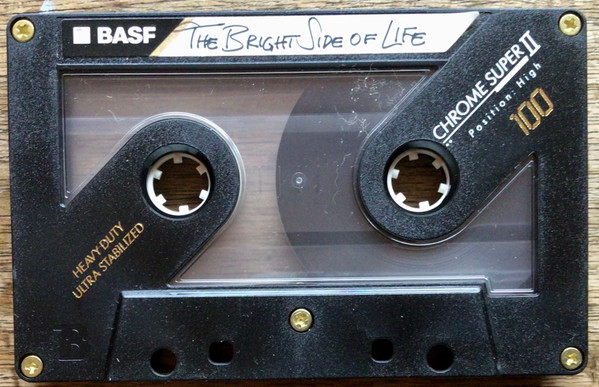 BASF
THE BRIGHT SIDE OF LIFE
CHROME SUPER II
Position: High
100
HEAVY DUTY
ULTRA STABILIZED
B